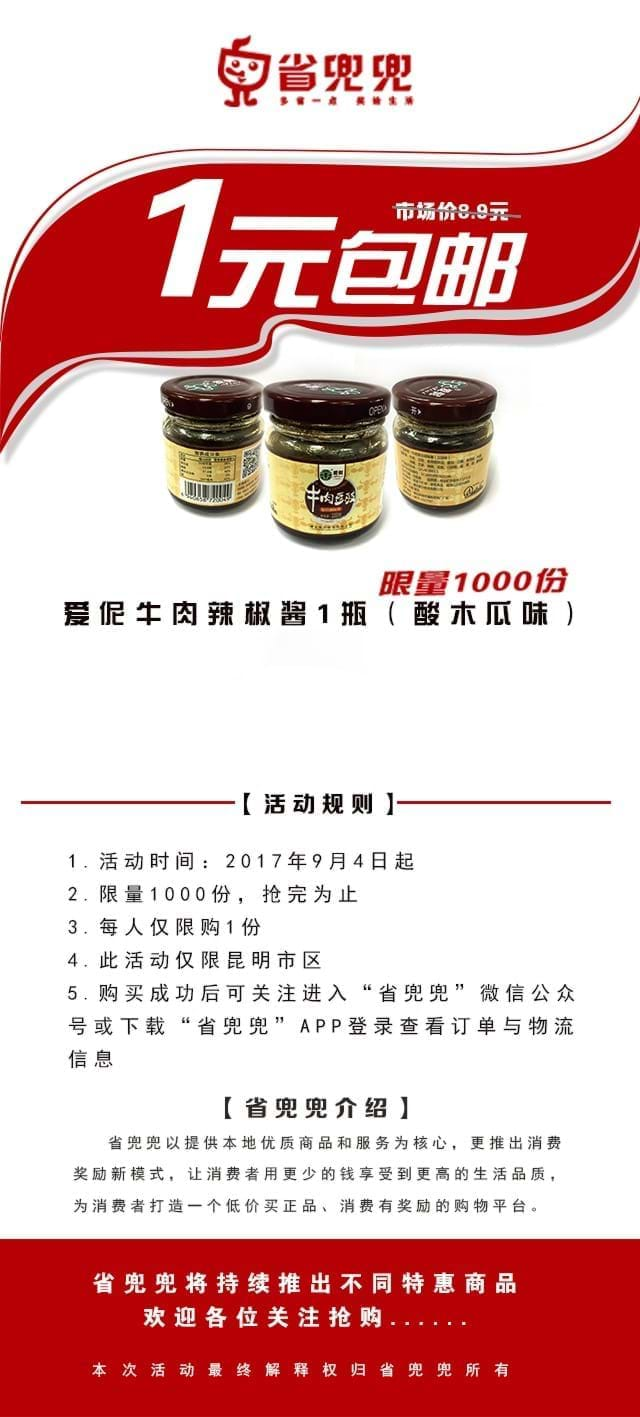 省兜兜
多省一点 奖给生活
市场价8.9元
1元包邮
OPEN
开
牛肉豆豉
限量1000份
爱伲牛肉辣椒酱1瓶(酸木瓜味)
【活动规则】
1. 活动时间：2017年9月4日起
2. 限量1000份，抢完为止
3. 每人仅限购1份
4. 此活动仅限昆明市区
5. 购买成功后可关注进入“省兜兜”微信公众
号或下载“省兜兜”APP登录查看订单与物流
信息
【省兜兜介绍】
省兜兜以提供本地优质商品和服务为核心，更推出消费
奖励新模式，让消费者用更少的钱享受到更高的生活品质，
为消费者打造一个低价买正品、消费有奖励的购物平台。
省兜兜将持续推出不同特惠商品
欢迎各位关注抢购......
本次活动最终解释权归省兜兜所有